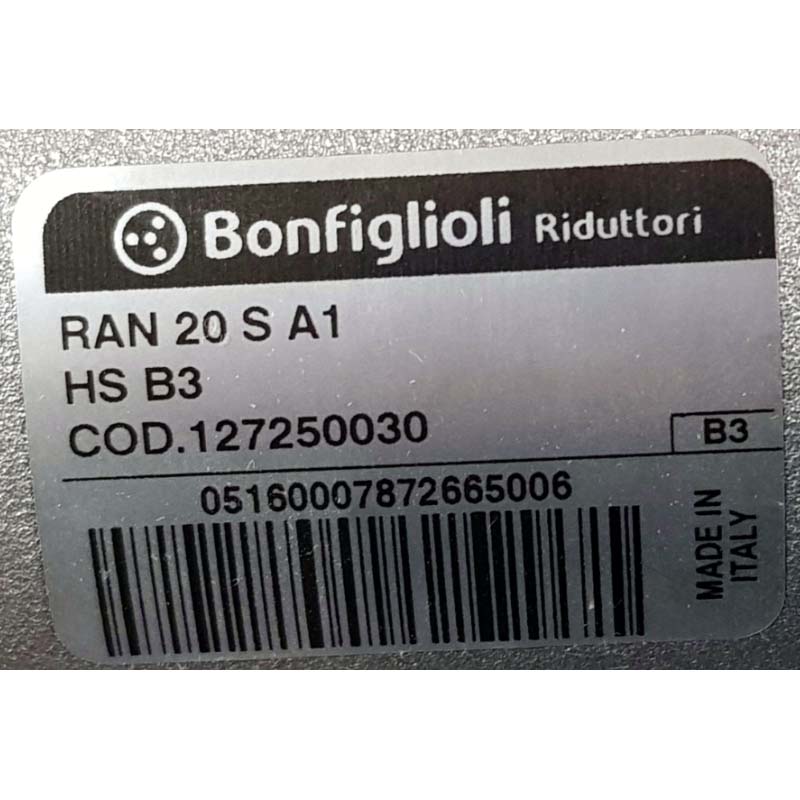 Bonfiglioli Riduttori
RAN 20 S A1
HS B3
COD.127250030
B3
05160007872665006
MADE IN
ITALY